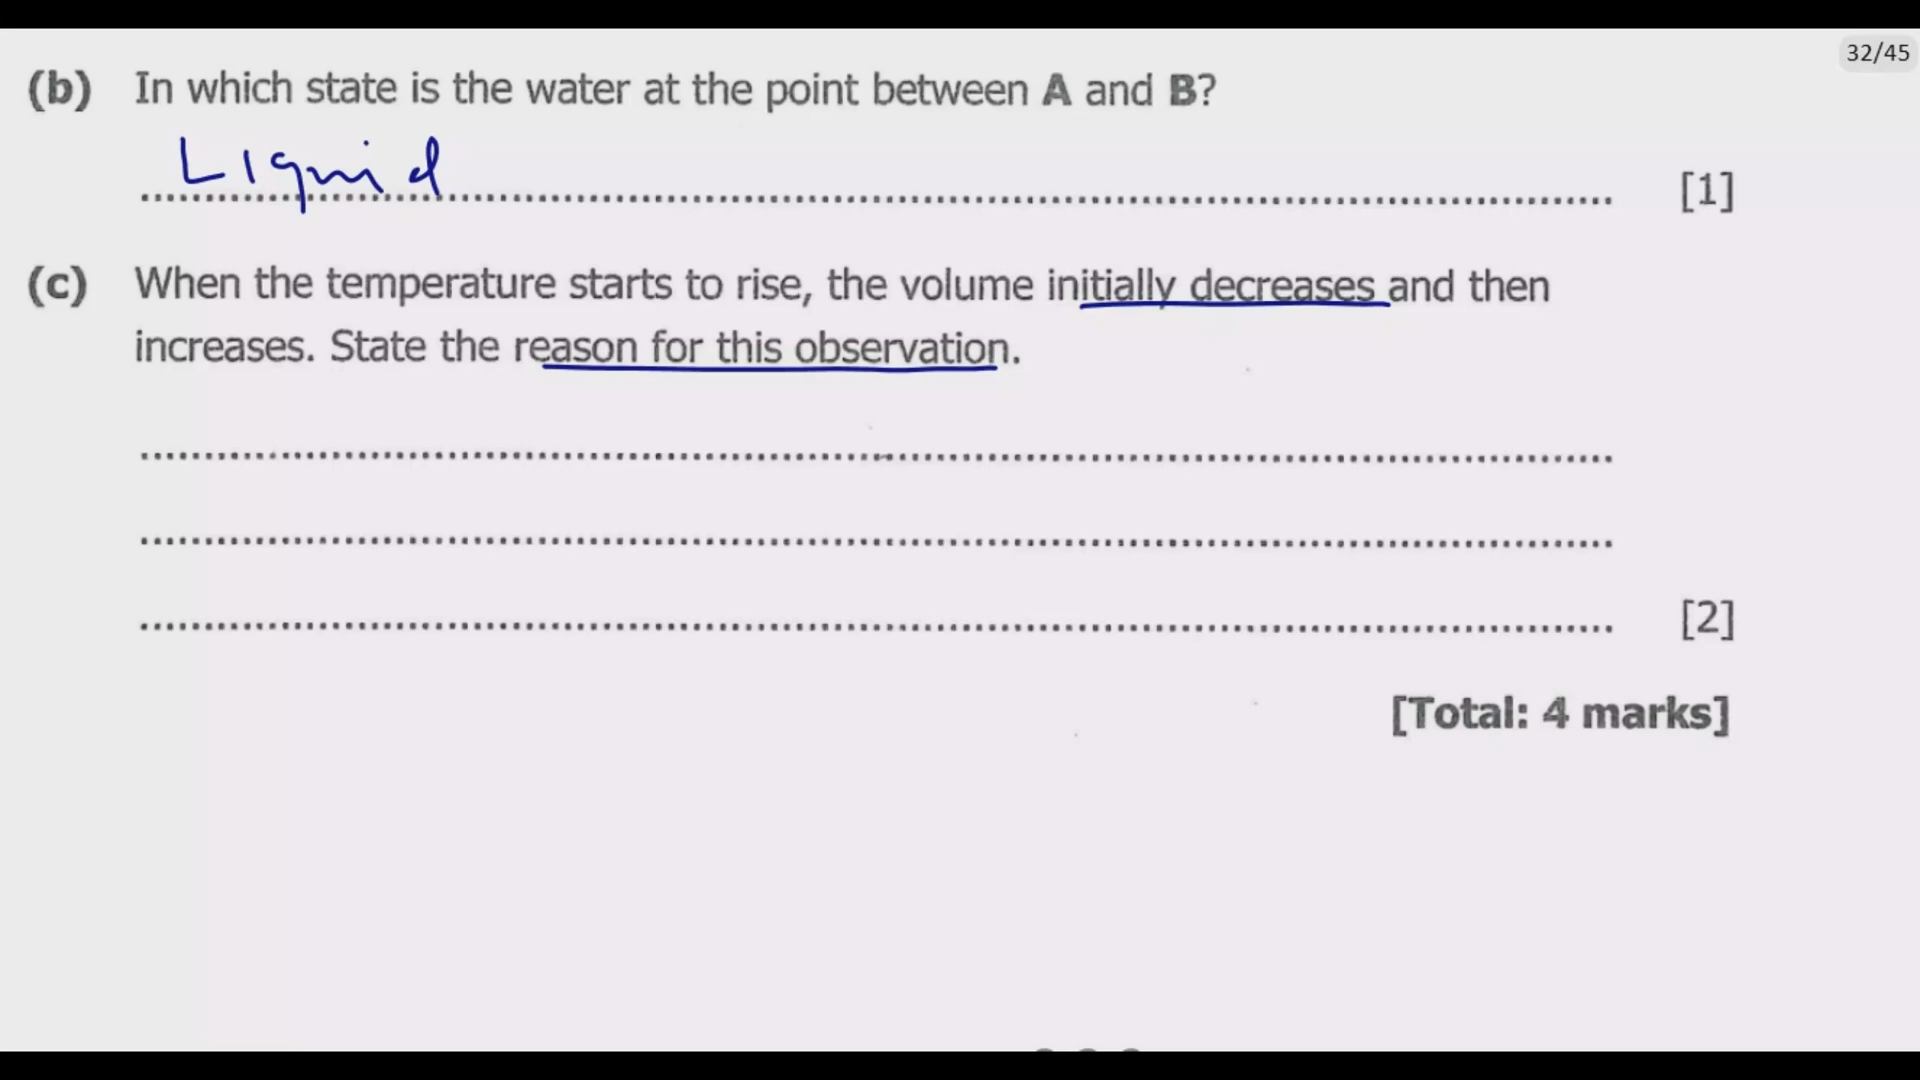 32/45
(b) In which state is the water at the point between A and B?
Liquid
[1]
(c) When the temperature starts to rise, the volume initially decreases and then
increases. State the reason for this observation.
[2]
[Total: 4 marks]